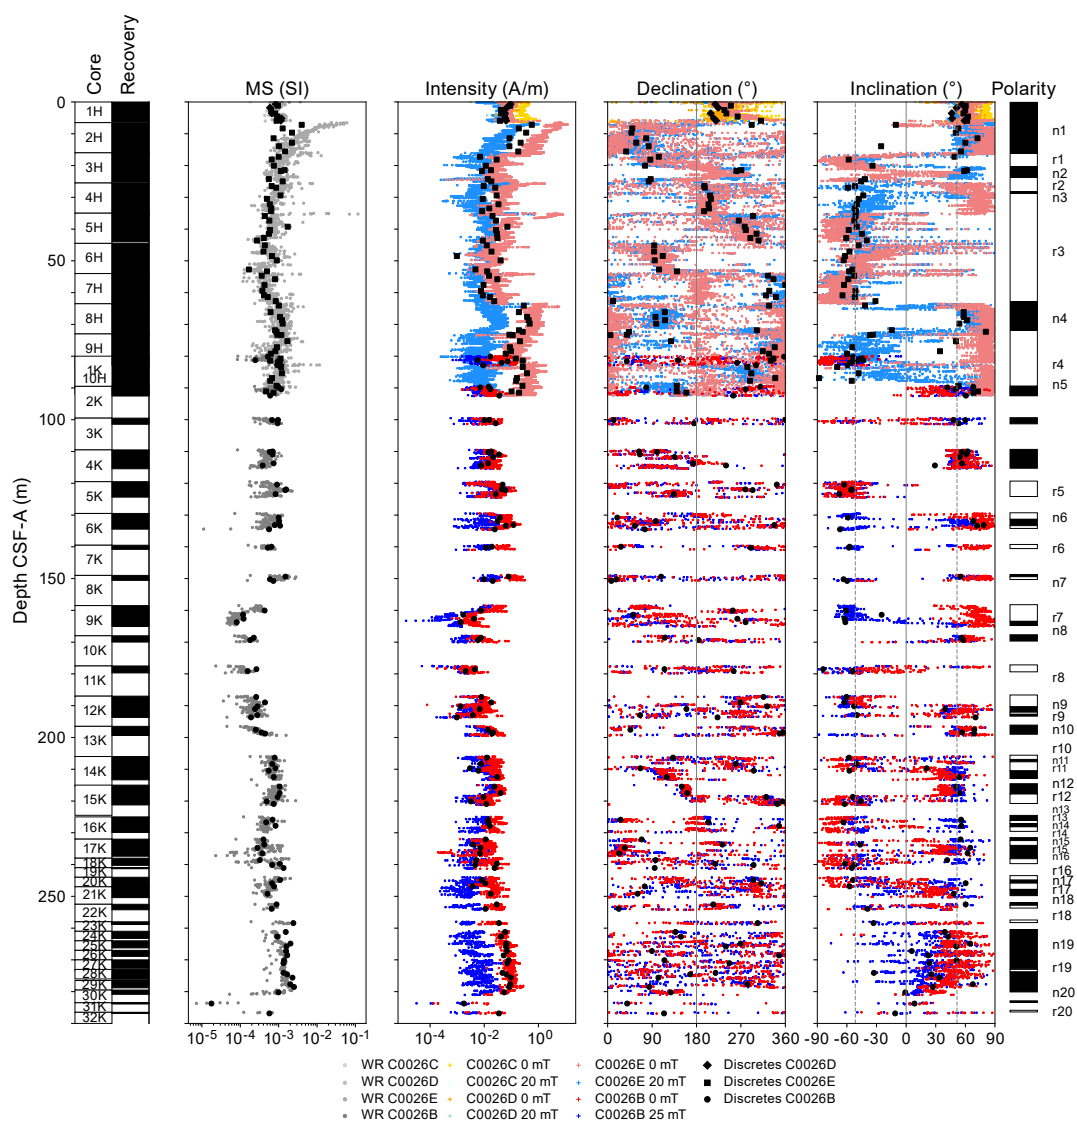 Core
Recovery
MS (SI)
Intensity (A/m)
Declination (°)
Inclination (°)
Polarity
Depth CSF-A (m)
0
50
100
150
200
250
1H
2H
3H
4H
5H
6H
7H
8H
9H
1K
10H
2K
3K
4K
5K
6K
7K
8K
9K
10K
11K
12K
13K
14K
15K
16K
17K
18K
19K
20K
21K
22K
23K
24K
25K
26K
27K
28K
29K
30K
31K
32K
n1
r1
n2
r2
n3
r3
n4
r4
n5
r5
n6
r6
n7
r7
n8
r8
n9
r9
n10
r10
n11
r11
n12
r12
n13
r13
n14
r14
n15
r15
n16
r16
n17
r17
n18
r18
n19
r19
n20
r20
10-5 10-4 10-3 10-2 10-1
10-4 10-2 100
0 90 180 270 360
-90 -30 30 90
WR C0026C + C0026C 0 mT + C0026E 0 mT Discretes C0026D
WR C0026D C0026C 20 mT + C0026E 20 mT Discretes C0026E
WR C0026E + C0026D 0 mT + C0026B 0 mT Discretes C0026B
WR C0026B + C0026D 20 mT + C0026B 25 mT